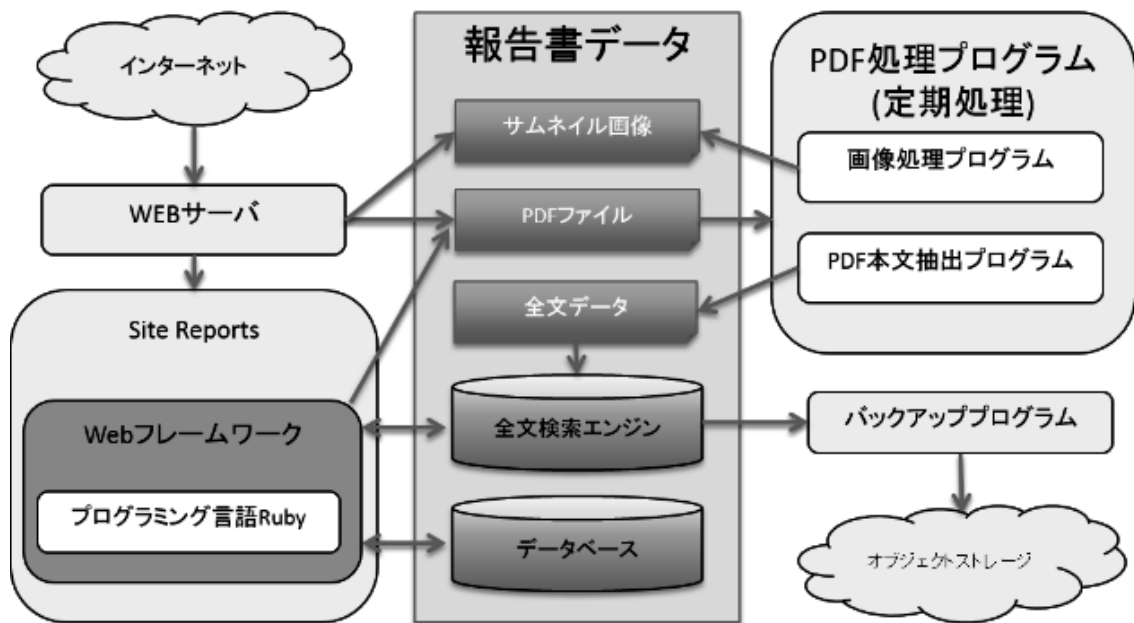 インターネット
WEBサーバ
Site Reports
Webフレームワーク
プログラミング言語Ruby
報告書データ
サムネイル画像
PDFファイル
全文データ
全文検索エンジン
データベース
PDF処理プログラム
(定期処理)
画像処理プログラム
PDF本文抽出プログラム
バックアッププログラム
オブジェクトストレージ